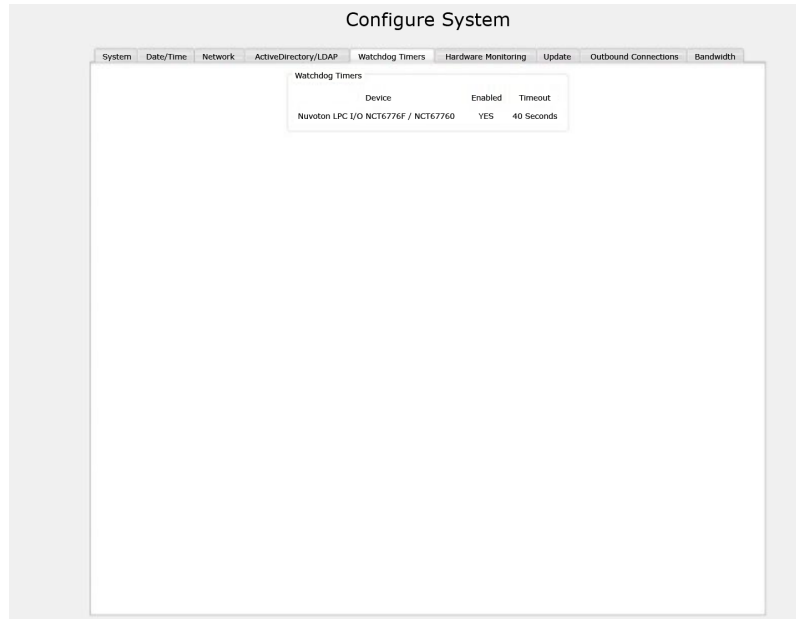 Configure System
System Date/Time Network ActiveDirectory/LDAP Watchdog Timers Hardware Monitoring Update Outbound Connections Bandwidth
Watchdog Timers
Device Enabled Timeout
Nuvoton LPC I/O NCT6776F / NCT67760 YES 40 Seconds